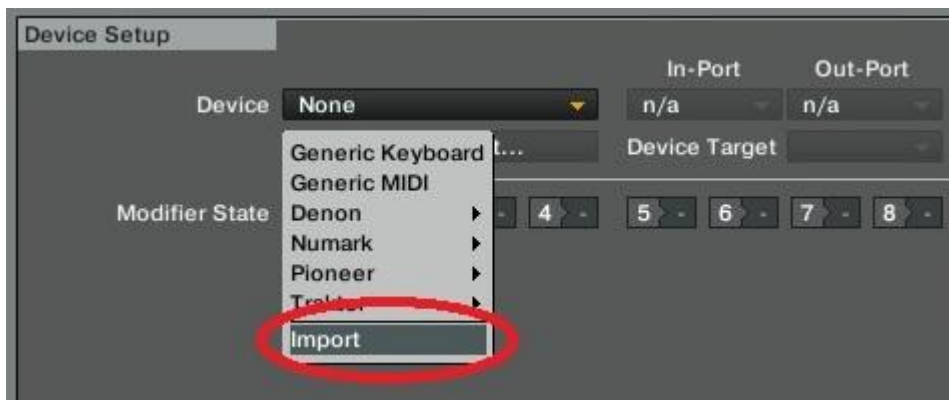 Device Setup
In-Port Out-Port
Device None n/a n/a
Generic Keyboard t... Device Target
Generic MIDI
Modifier State Denon - 4 - 5 - 6 - 7 - 8 -
Numark
Pioneer
Traktor
Import